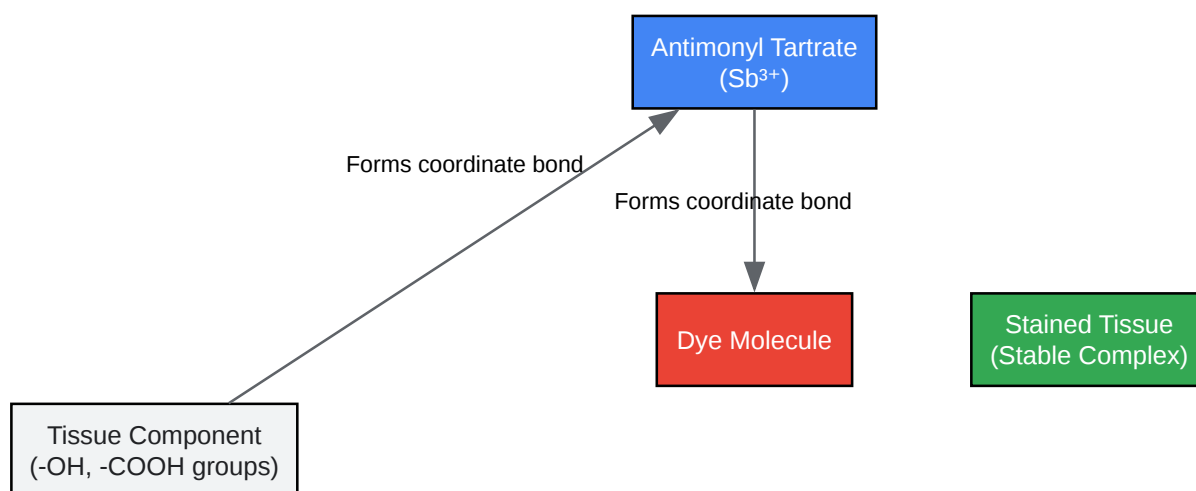 Antimonyl Tartrate
(Sb³⁺)
Forms coordinate bond
Forms coordinate bond
Dye Molecule
Stained Tissue
(Stable Complex)
Tissue Component
(-OH, -COOH groups)